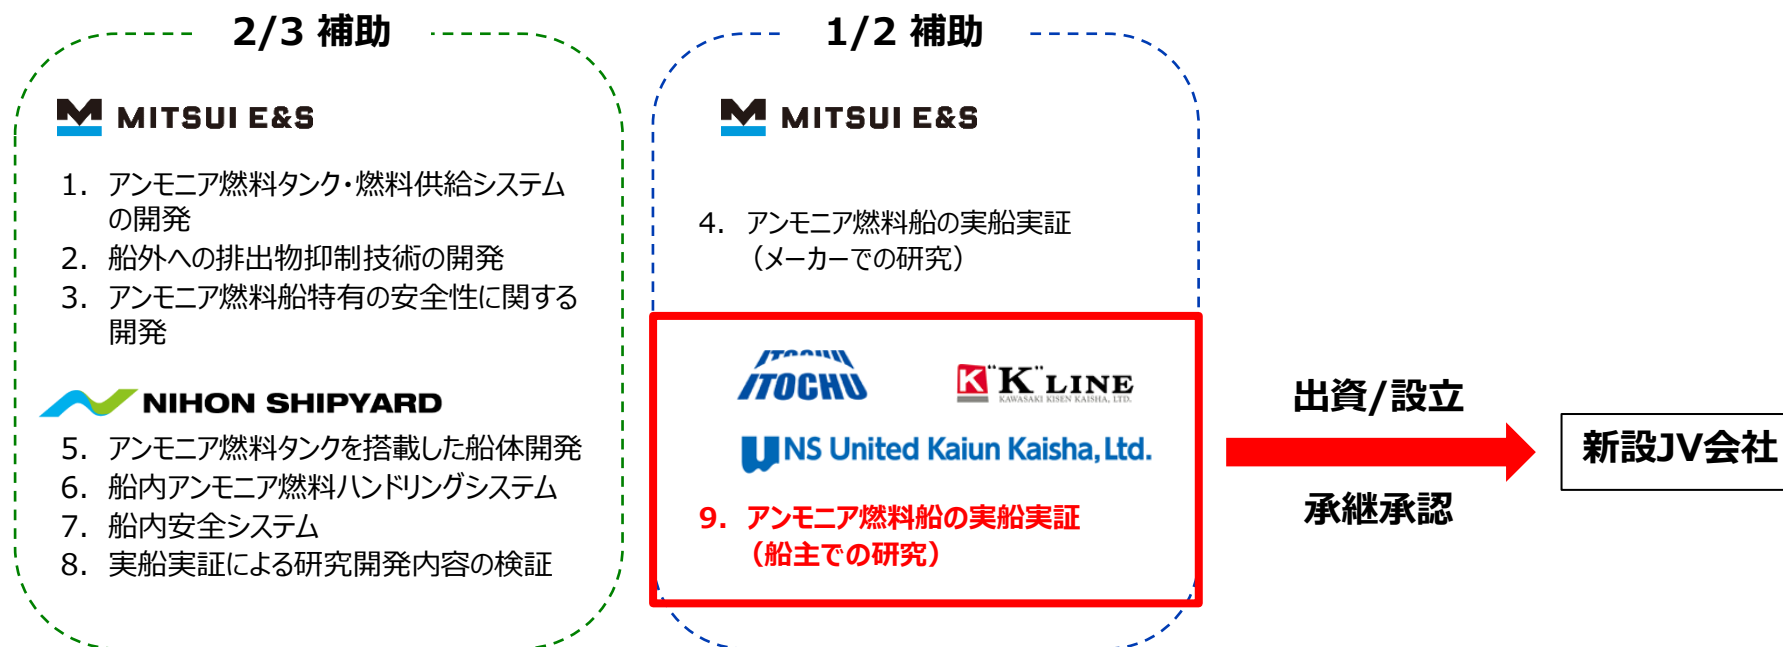 2/3 補助
MITSUI E&S
1. アンモニア燃料タンク・燃料供給システム
の開発
2. 船外への排出物抑制技術の開発
3. アンモニア燃料船特有の安全性に関する
開発
NIHON SHIPYARD
5. アンモニア燃料タンクを搭載した船体開発
6. 船内アンモニア燃料ハンドリングシステム
7. 船内安全システム
8. 実船実証による研究開発内容の検証
1/2 補助
MITSUI E&S
4. アンモニア燃料船の実船実証
（メーカーでの研究）
ITOCHU
ITOCHU
K "K" LINE
KAWASAKI KISEN KAISHA, LTD.
NS United Kaiun Kaisha, Ltd.
9. アンモニア燃料船の実船実証
（船主での研究）
出資/設立
承継承認
新設JV会社